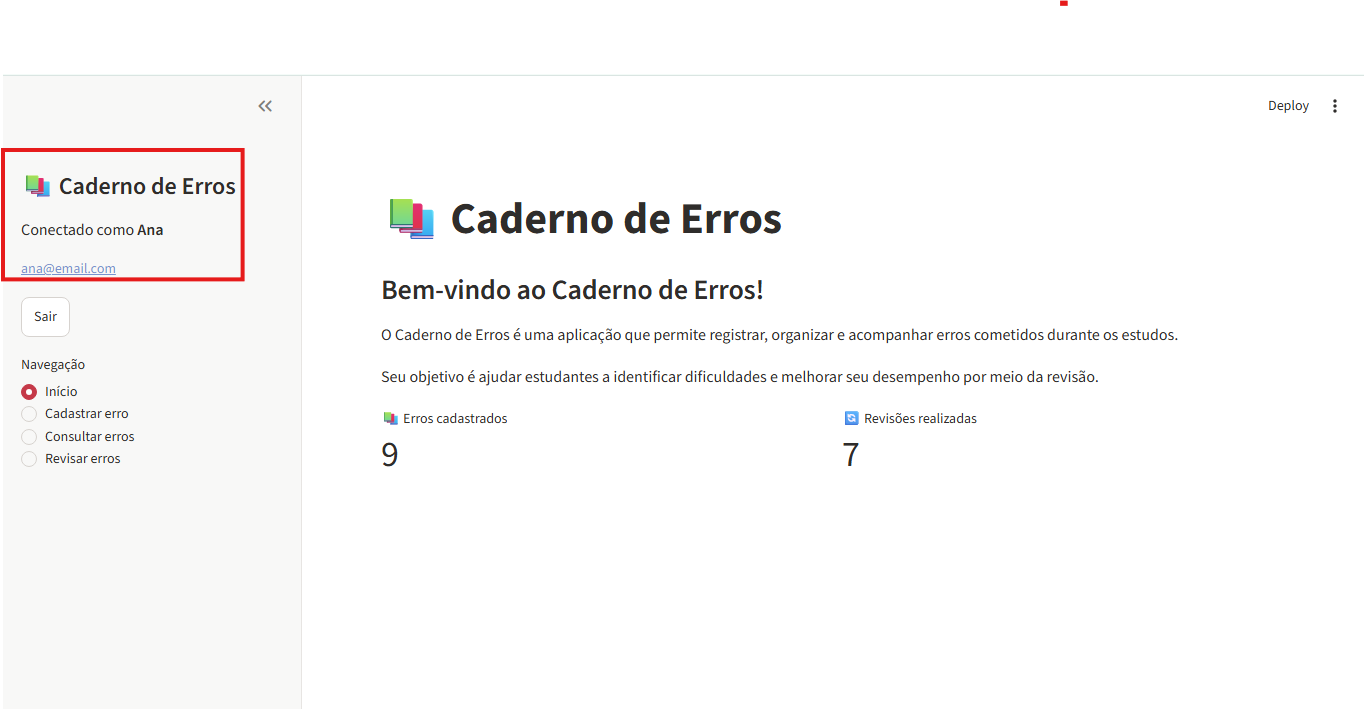 Deploy
Caderno de Erros
Conectado como Ana
ana@email.com
Sair
Navegação
Início
Cadastrar erro
Consultar erros
Revisar erros
Caderno de Erros
Bem-vindo ao Caderno de Erros!
O Caderno de Erros é uma aplicação que permite registrar, organizar e acompanhar erros cometidos durante os estudos.
Seu objetivo é ajudar estudantes a identificar dificuldades e melhorar seu desempenho por meio da revisão.
Erros cadastrados
9
Revisões realizadas
7